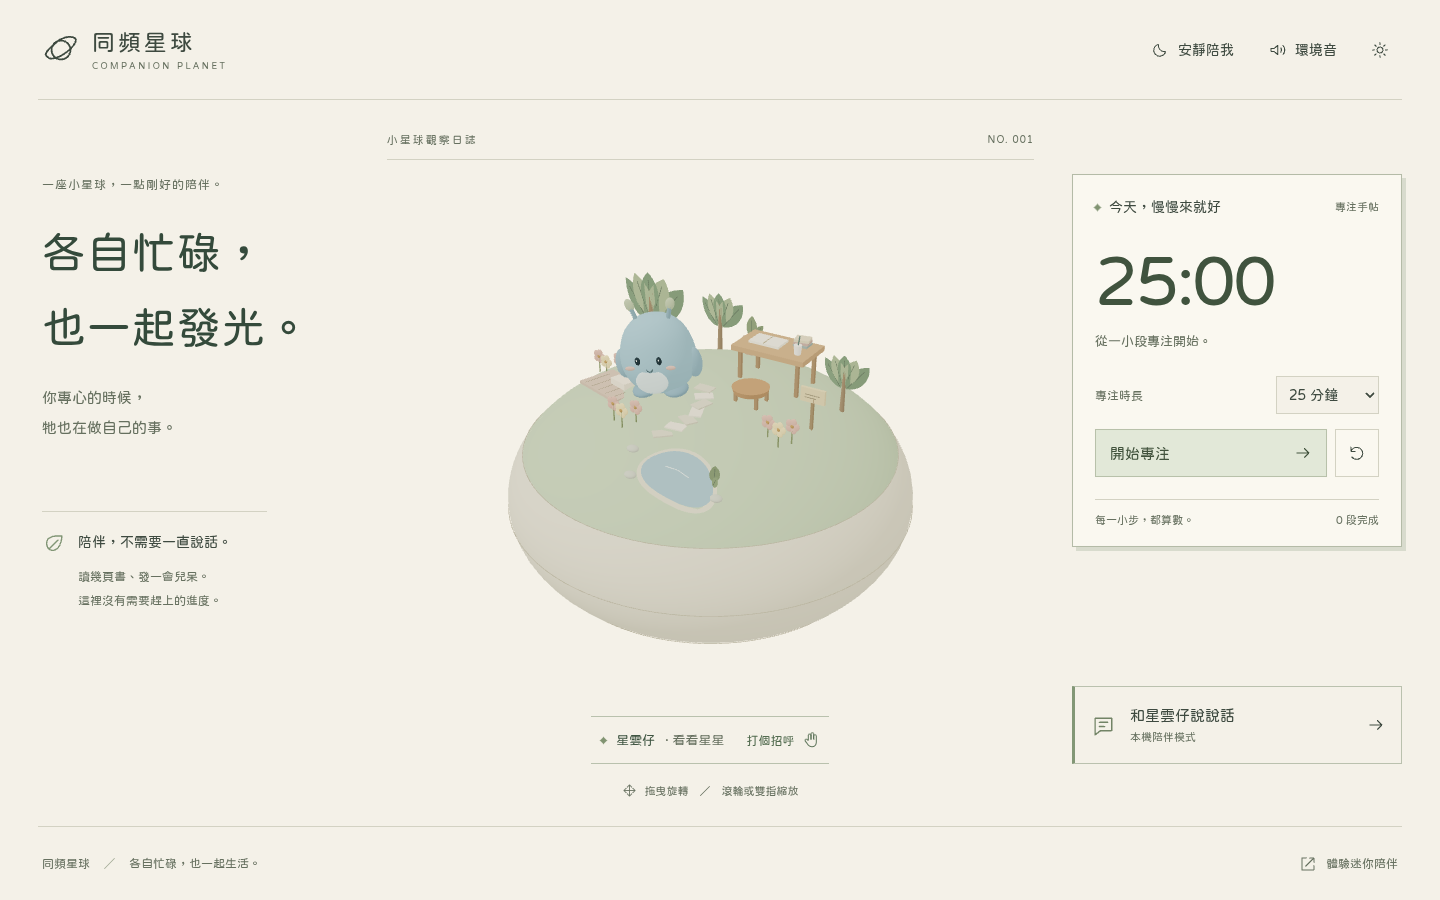 同頻星球
COMPANION PLANET
安靜陪我
環境音
小星球觀察日誌
NO. 001
一座小星球，一點剛好的陪伴。
各自忙碌，
也一起發光。
你專心的時候，
牠也在做自己的事。
陪伴，不需要一直說話。
讀幾頁書、發一會兒呆。
這裡沒有需要趕上的進度。
今天，慢慢來就好
專注手帖
25:00
從一小段專注開始。
專注時長
25 分鐘
開始專注
每一小步，都算數。
0 段完成
和星雲仔說說話
本機陪伴模式
星雲仔 · 看看星星
打個招呼
拖曳旋轉 ／ 滾輪或雙指縮放
同頻星球 ／ 各自忙碌，也一起生活。
體驗迷你陪伴